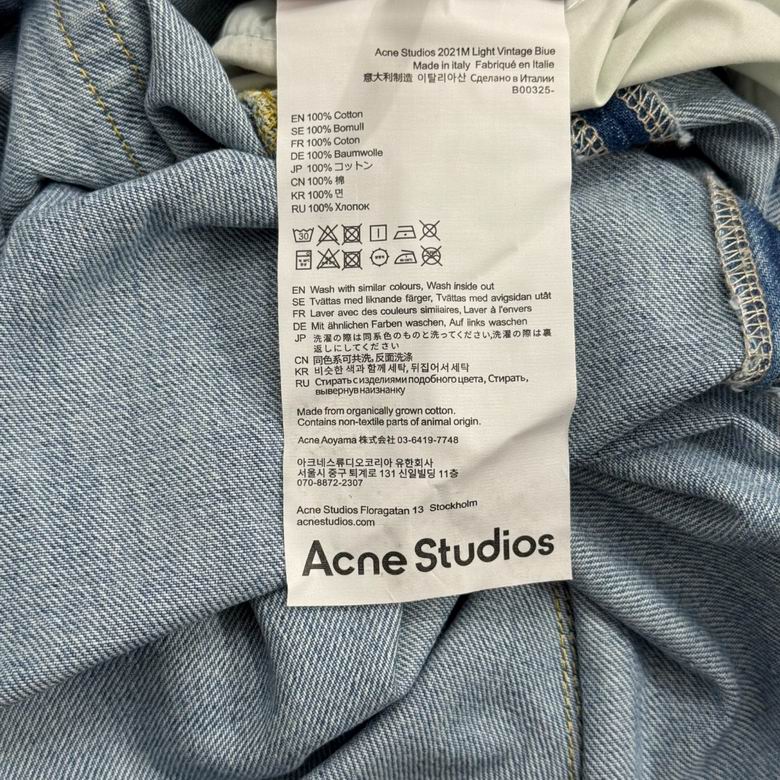 Acne Studios 2021M Light Vintage Blue
Made in italy Fabriqué en Italie
意大利制造 이탈리아산 Сделано в Италии
B00325-
EN 100% Cotton
SE 100% Bomull
FR 100% Coton
DE 100% Baumwolle
JP 100% コットン
CN 100% 棉
KR 100% 면
RU 100% Хлопок
30
EN Wash with similar colours, Wash inside out
SE Tvättas med liknande färger, Tvättas med avigsidan utåt
FR Laver avec des couleurs similaires, Laver à l'envers
DE Mit ähnlichen Farben waschen, Auf links waschen
JP 洗濯の際は同系色のものと洗ってください,洗濯の際は裏
返しにしてください
CN 同色系可共洗,反面洗涤
KR 비슷한 색과 함께 세탁, 뒤집어서 세탁
RU Стирать с изделиями подобного цвета, Стирать,
вывернув наизнанку
Made from organically grown cotton.
Contains non-textile parts of animal origin.
Acne Aoyama 株式会社 03-6419-7748
아크네스튜디오코리아 유한회사
서울시 중구 퇴계로 131 신일빌딩 11층
070-8872-2307
Acne Studios Floragatan 13 Stockholm
acnestudios.com
Acne Studios